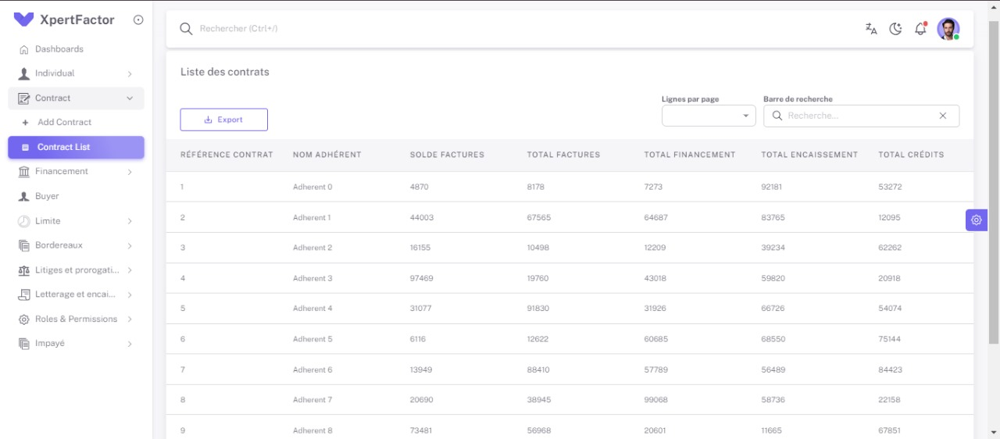 XpertFactor
Dashboards
Individual
Contract
Add Contract
Contract List
Financement
Buyer
Limite
Bordereaux
Litiges et prorogati...
Letterage et encai...
Roles & Permissions
Impayé
Rechercher (Ctrl+/)
Liste des contrats
Export
Lignes par page
Barre de recherche
Recherche...
RÉFÉRENCE CONTRAT NOM ADHÉRENT SOLDE FACTURES TOTAL FACTURES TOTAL FINANCEMENT TOTAL ENCAISSEMENT TOTAL CRÉDITS
1 Adherent 0 4870 8178 7273 92181 53272
2 Adherent 1 44003 67565 64687 83765 12095
3 Adherent 2 16155 10498 12209 39234 62262
4 Adherent 3 97469 19760 43018 59820 20918
5 Adherent 4 31077 91830 31926 66726 54074
6 Adherent 5 6116 12622 60685 68550 75144
7 Adherent 6 13949 88410 57789 56489 84423
8 Adherent 7 20690 38945 99068 58736 22158
9 Adherent 8 73481 56968 20601 11665 67851